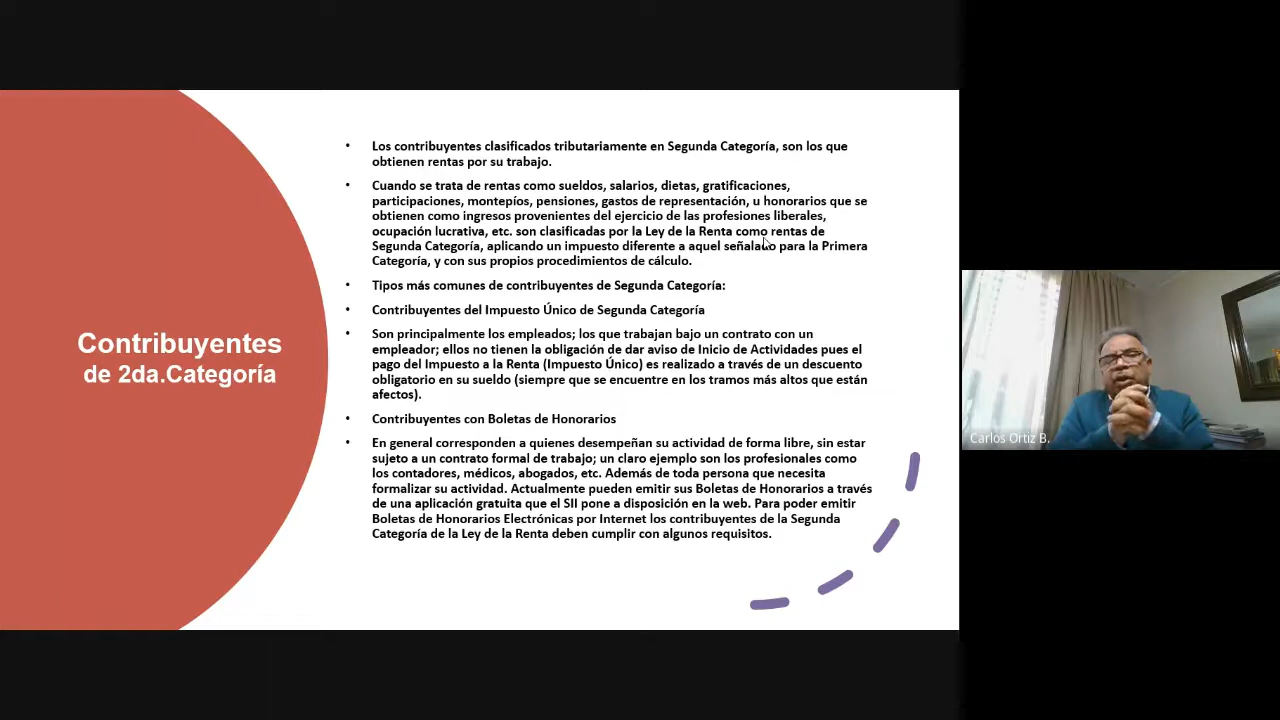 Contribuyentes
de 2da.Categoría
• Los contribuyentes clasificados tributariamente en Segunda Categoría, son los que
obtienen rentas por su trabajo.
• Cuando se trata de rentas como sueldos, salarios, dietas, gratificaciones,
participaciones, montepíos, pensiones, gastos de representación, u honorarios que se
obtienen como ingresos provenientes del ejercicio de las profesiones liberales,
ocupación lucrativa, etc. son clasificadas por la Ley de la Renta como rentas de
Segunda Categoría, aplicando un impuesto diferente a aquel señalado para la Primera
Categoría, y con sus propios procedimientos de cálculo.
• Tipos más comunes de contribuyentes de Segunda Categoría:
• Contribuyentes del Impuesto Único de Segunda Categoría
• Son principalmente los empleados; los que trabajan bajo un contrato con un
empleador; ellos no tienen la obligación de dar aviso de Inicio de Actividades pues el
pago del Impuesto a la Renta (Impuesto Único) es realizado a través de un descuento
obligatorio en su sueldo (siempre que se encuentre en los tramos más altos que están
afectos).
• Contribuyentes con Boletas de Honorarios
• En general corresponden a quienes desempeñan su actividad de forma libre, sin estar
sujeto a un contrato formal de trabajo; un claro ejemplo son los profesionales como
los contadores, médicos, abogados, etc. Además de toda persona que necesita
formalizar su actividad. Actualmente pueden emitir sus Boletas de Honorarios a través
de una aplicación gratuita que el SII pone a disposición en la web. Para poder emitir
Boletas de Honorarios Electrónicas por Internet los contribuyentes de la Segunda
Categoría de la Ley de la Renta deben cumplir con algunos requisitos.
Carlos Ortiz B.